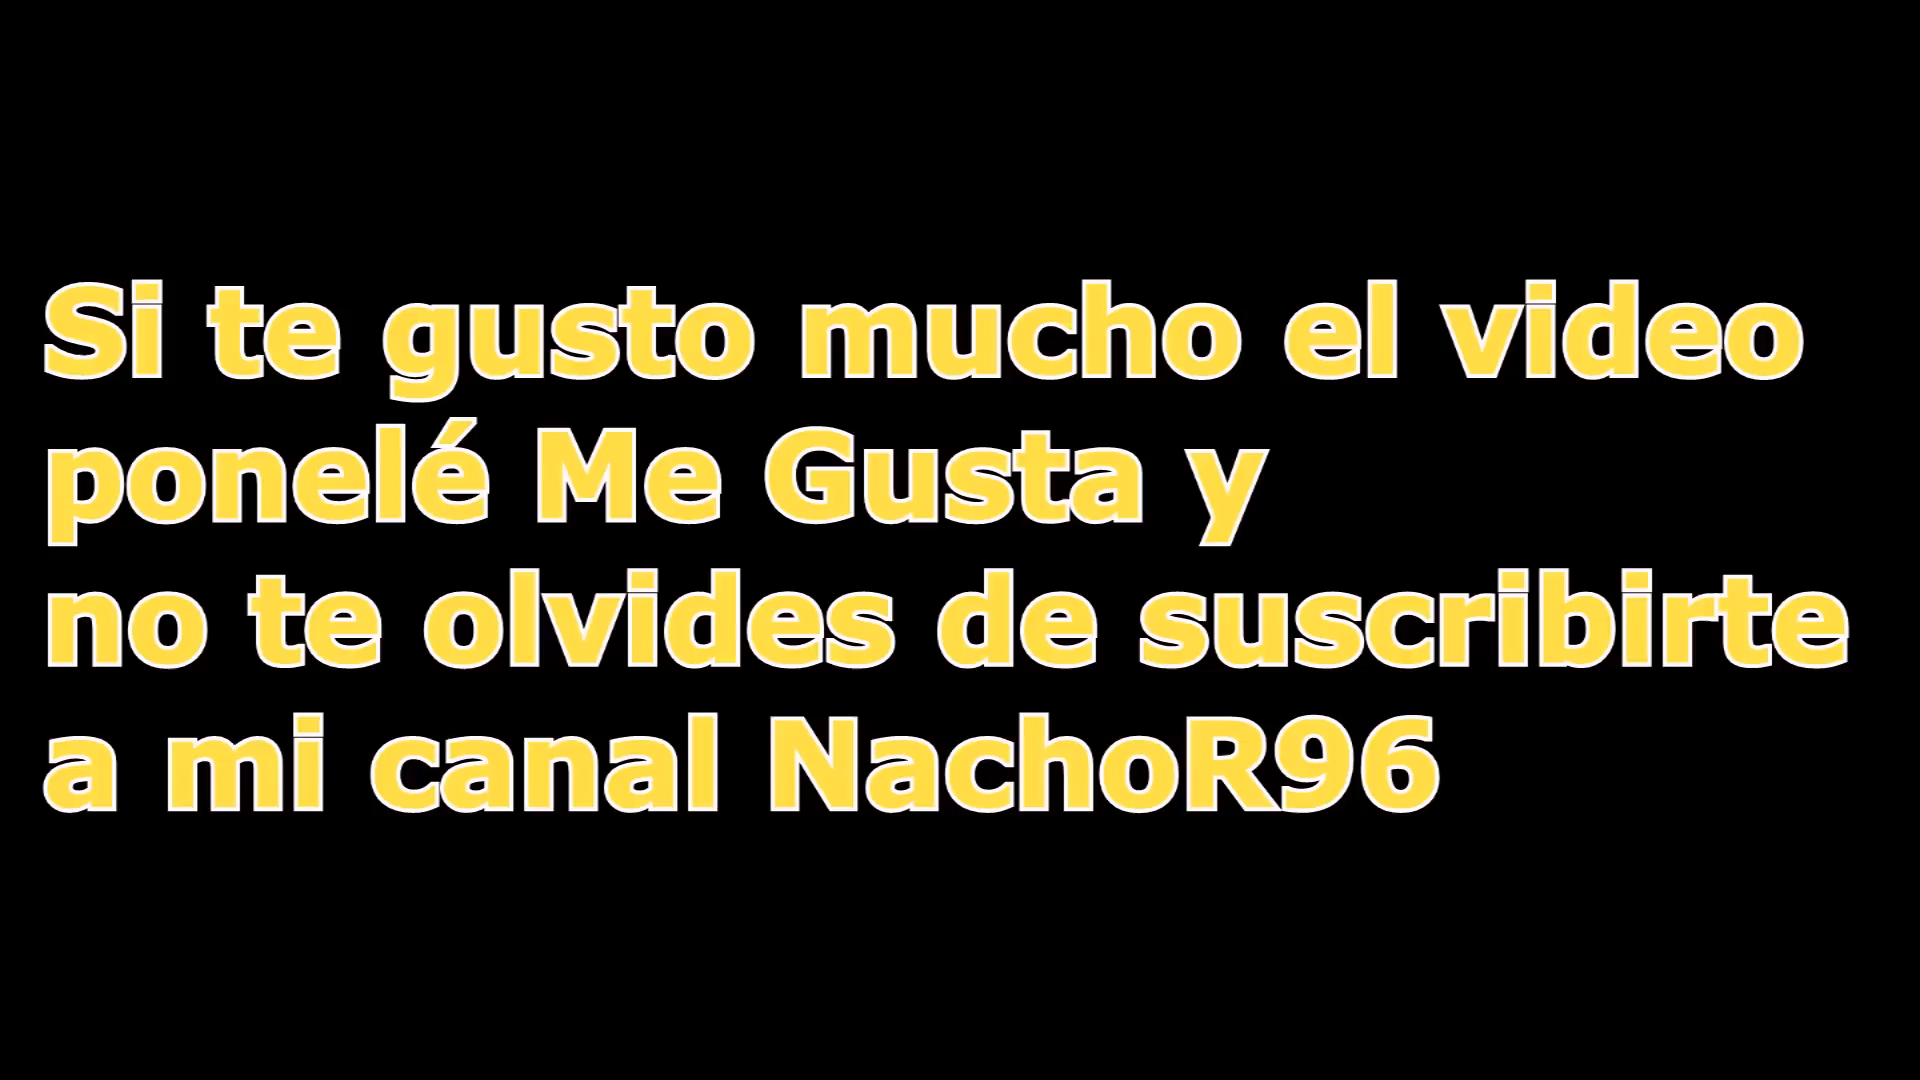 Si te gusto mucho el video
ponelé Me Gusta y
no te olvides de suscribirte
a mi canal NachoR96